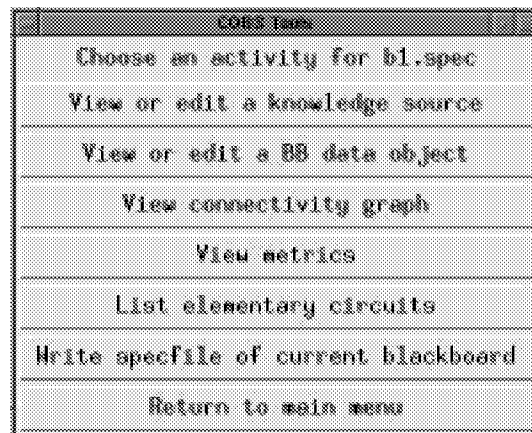 COBS Tools
Choose an activity for b1.spec
View or edit a knowledge source
View or edit a BB data object
View connectivity graph
View metrics
List elementary circuits
Write specfile of current blackboard
Return to main menu